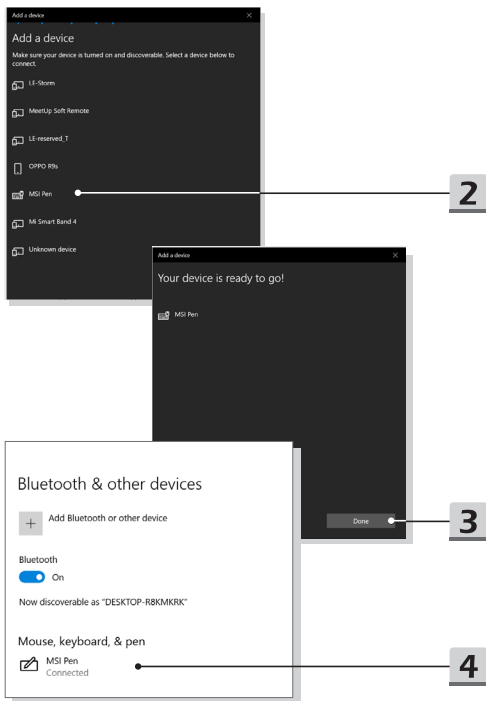 Add a device
Add a device
Make sure your device is turned on and discoverable. Select a device below to
connect.
LE-Storm
MeetUp Soft Remote
LE-reserved_T
OPPO R9s
MSI Pen
2
Mi Smart Band 4
Unknown device
Add a device
Your device is ready to go!
MSI Pen
Done
3
Bluetooth & other devices
Add Bluetooth or other device
Bluetooth
On
Now discoverable as "DESKTOP-R8KMKRK"
Mouse, keyboard, & pen
MSI Pen
Connected
4